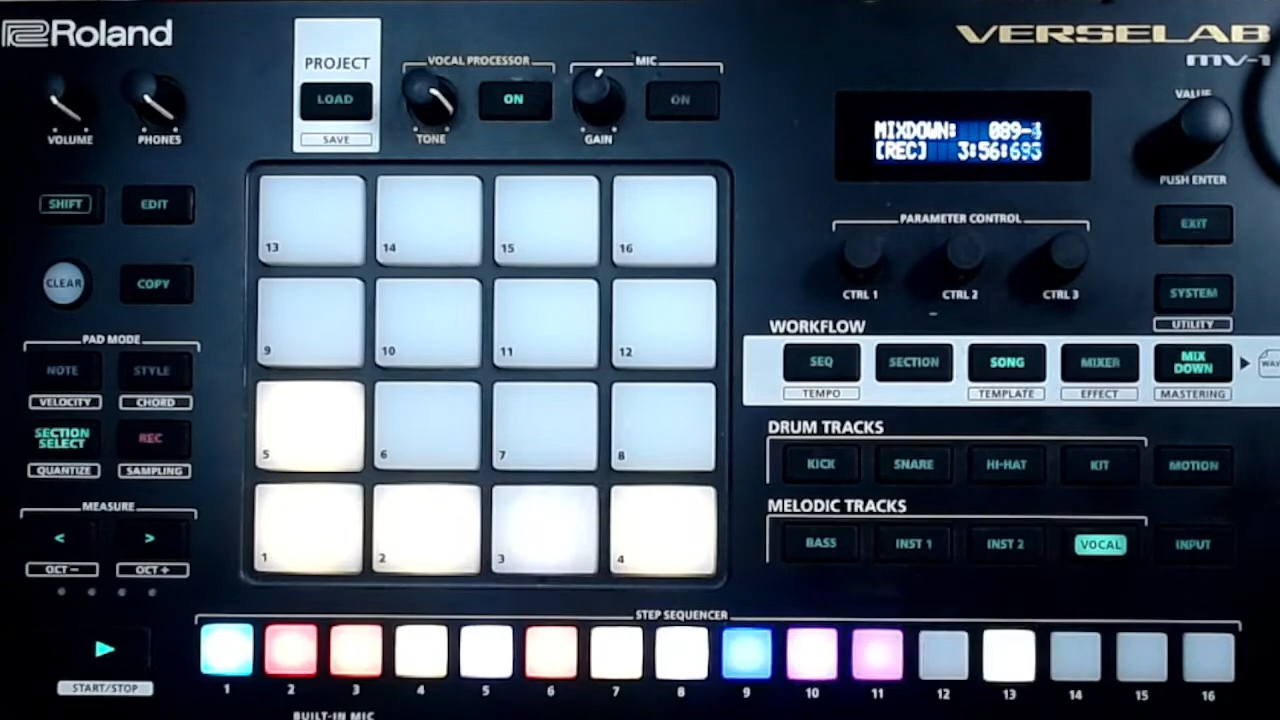 Roland
VERSELAB
MV-1
PROJECT
LOAD
SAVE
VOCAL PROCESSOR
ON
TONE
MIC
ON
GAIN
VOLUME
PHONES
MIXDOWN: 089-4
[REC] 3:56:693
VALUE
PUSH ENTER
SHIFT
EDIT
CLEAR
COPY
PARAMETER CONTROL
CTRL 1
CTRL 2
CTRL 3
EXIT
SYSTEM
UTILITY
13
14
15
16
9
10
11
12
5
6
7
8
1
2
3
4
PAD MODE
NOTE
STYLE
VELOCITY
CHORD
SECTION
SELECT
REC
QUANTIZE
SAMPLING
MEASURE
<
>
OCT −
OCT +
START/STOP
WORKFLOW
SEQ
SECTION
SONG
MIXER
MIX
DOWN
TEMPO
TEMPLATE
EFFECT
MASTERING
DRUM TRACKS
KICK
SNARE
HI-HAT
KIT
MOTION
MELODIC TRACKS
BASS
INST 1
INST 2
VOCAL
INPUT
STEP SEQUENCER
1
2
3
4
5
6
7
8
9
10
11
12
13
14
15
16
BUILT-IN MIC